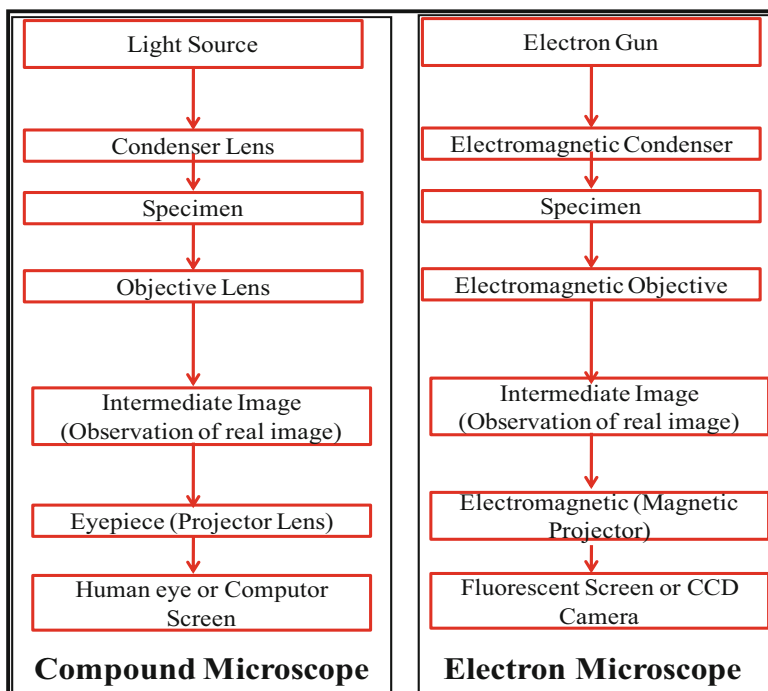 Light Source
Condenser Lens
Specimen
Objective Lens
Intermediate Image
(Observation of real image)
Eyepiece (Projector Lens)
Human eye or Computor
Screen
Compound Microscope
Electron Gun
Electromagnetic Condenser
Specimen
Electromagnetic Objective
Intermediate Image
(Observation of real image)
Electromagnetic (Magnetic
Projector)
Fluorescent Screen or CCD
Camera
Electron Microscope